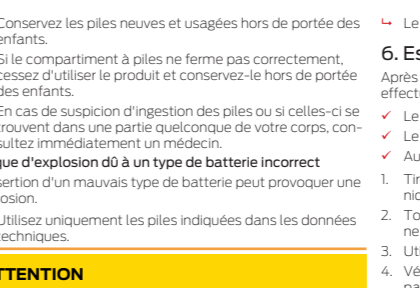 Conservez les piles neuves et usagées hors de portée des
enfants.
Si le compartiment à piles ne ferme pas correctement,
cessez d'utiliser le produit et conservez-le hors de portée
des enfants.
En cas de suspicion d'ingestion des piles ou si celles-ci se
trouvent dans une partie quelconque de votre corps, con-
sultez immédiatement un médecin.
que d'explosion dû à un type de batterie incorrect
sertion d'un mauvais type de batterie peut provoquer une
losion.
Utilisez uniquement les piles indiquées dans les données
techniques.
TTENTION
↳ Le
6. Es
Après
effect
✓ Le
✓ Le
✓ Au
1. Tir
nic
2. To
ne
3. Uti
4. Vé